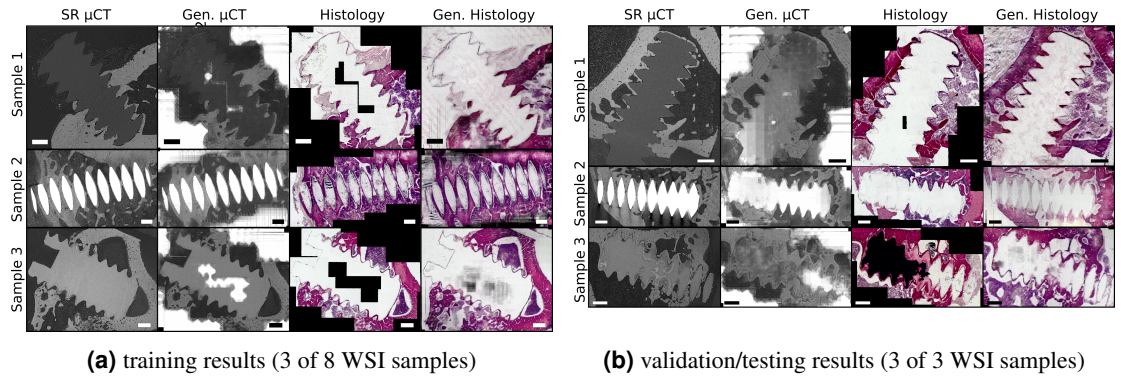 SR µCT Gen. µCT Histology Gen. Histology
Sample 1
Sample 2
Sample 3
(a) training results (3 of 8 WSI samples)
SR µCT Gen. µCT Histology Gen. Histology
Sample 1
Sample 2
Sample 3
(b) validation/testing results (3 of 3 WSI samples)